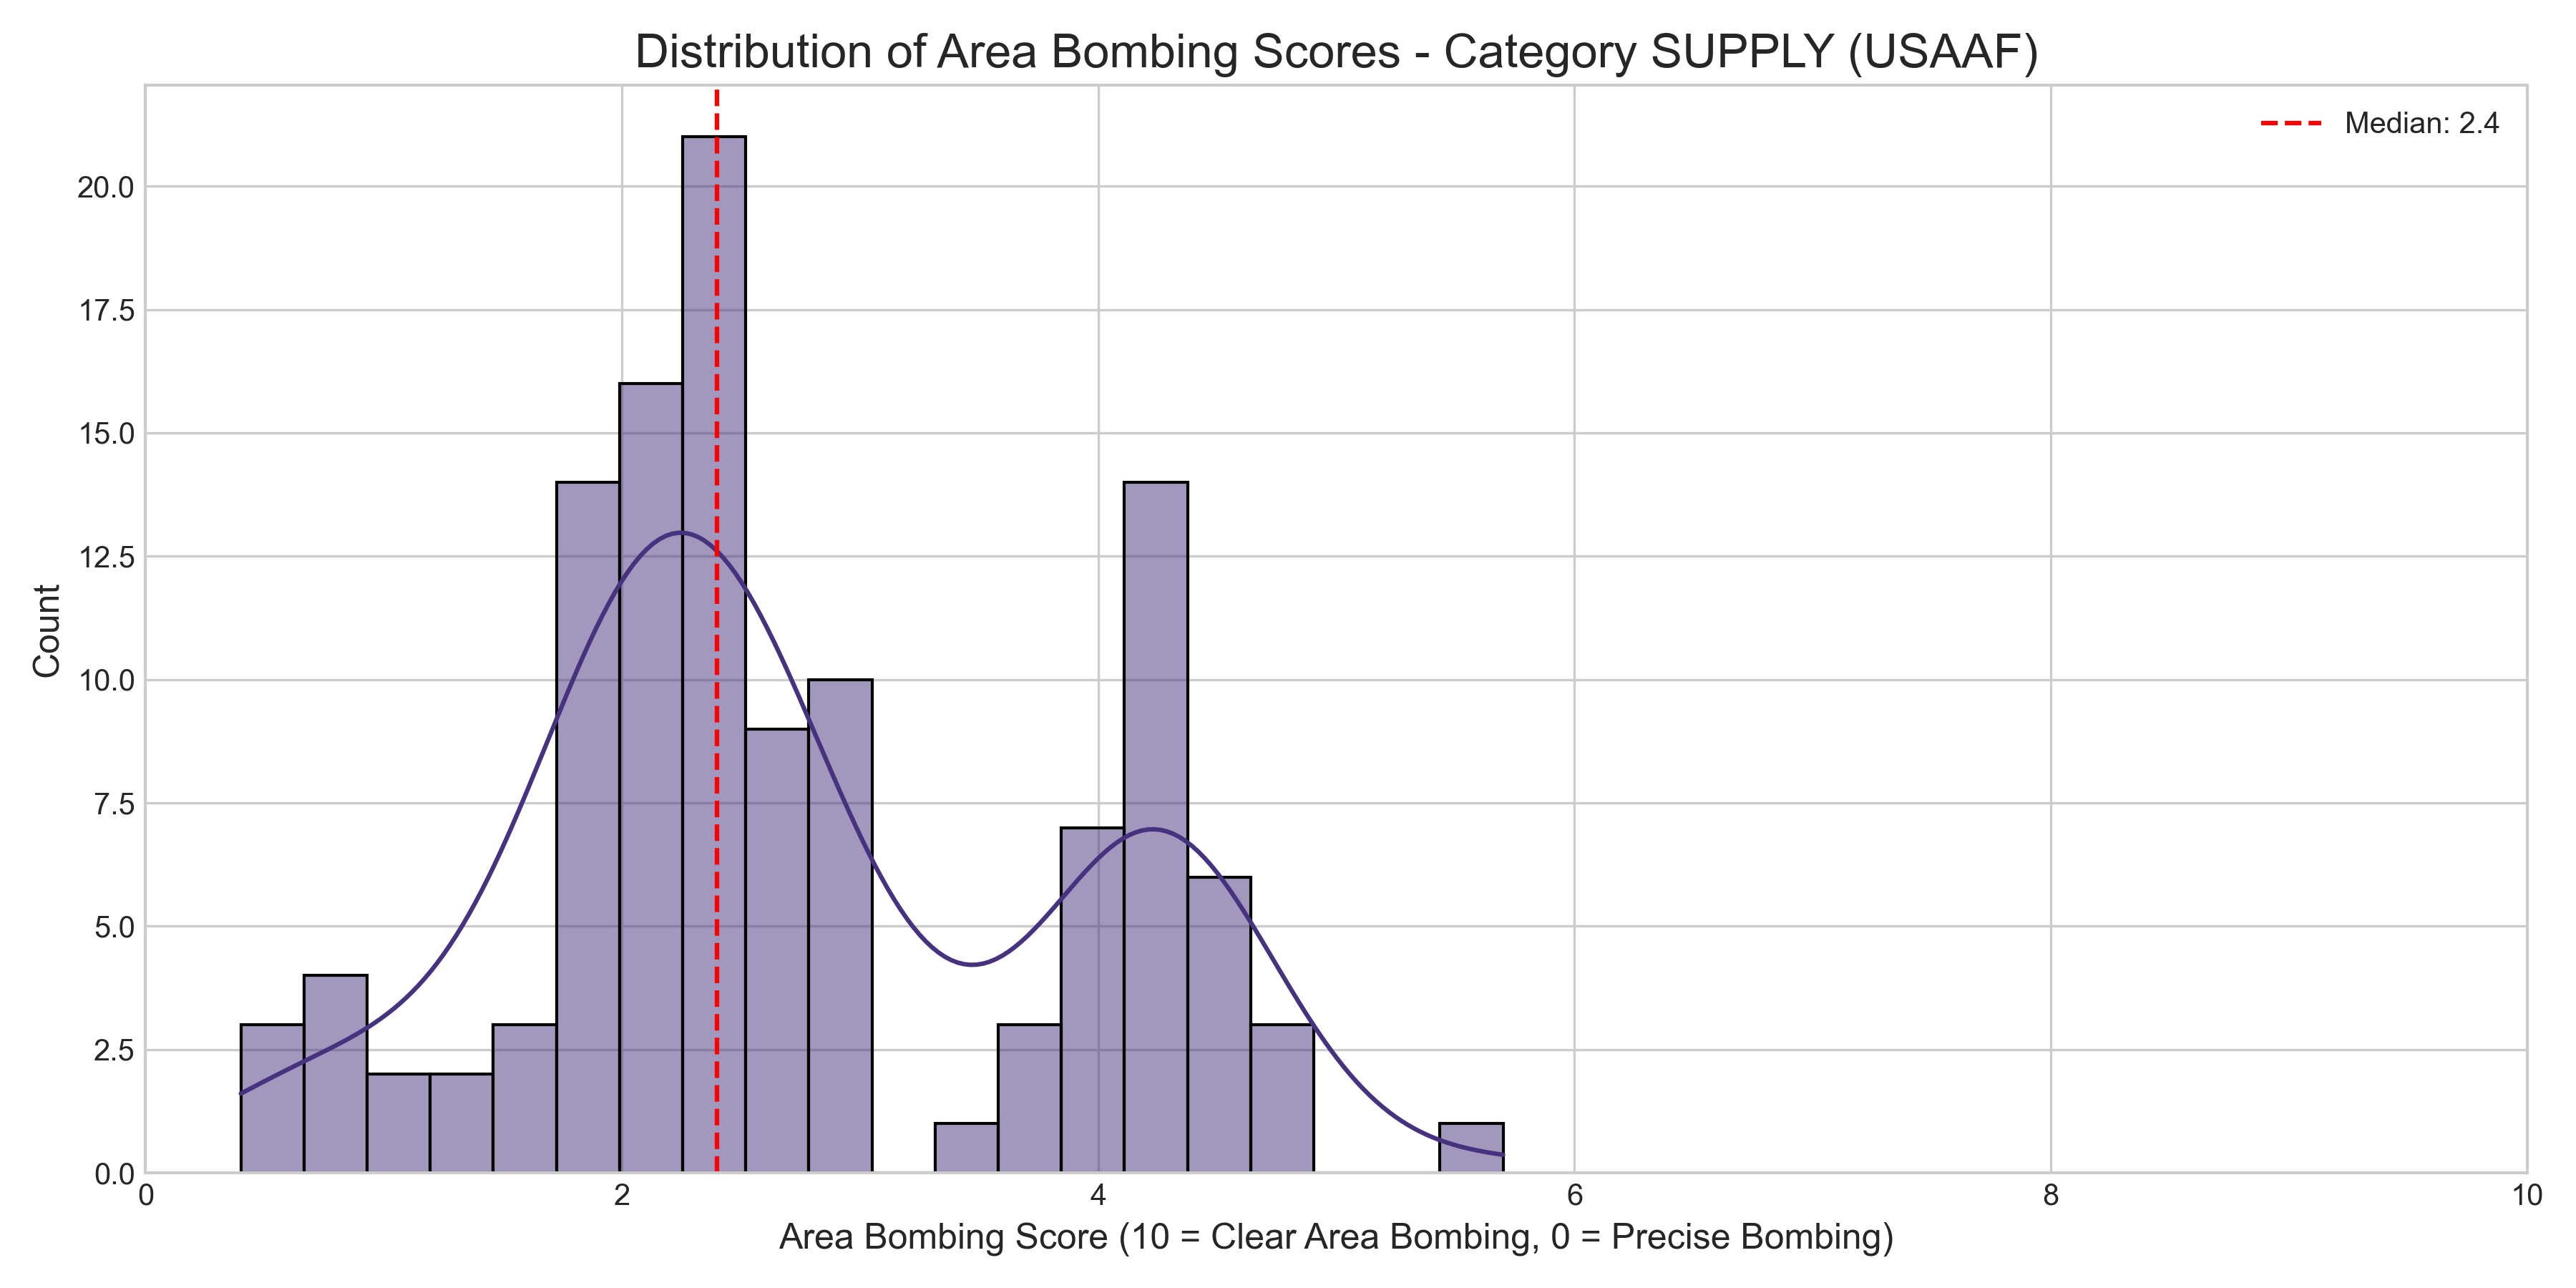 Distribution of Area Bombing Scores - Category SUPPLY (USAAF)
Median: 2.4
20.0
17.5
15.0
12.5
10.0
7.5
5.0
2.5
0.0
Count
0 2 4 6 8 10
Area Bombing Score (10 = Clear Area Bombing, 0 = Precise Bombing)